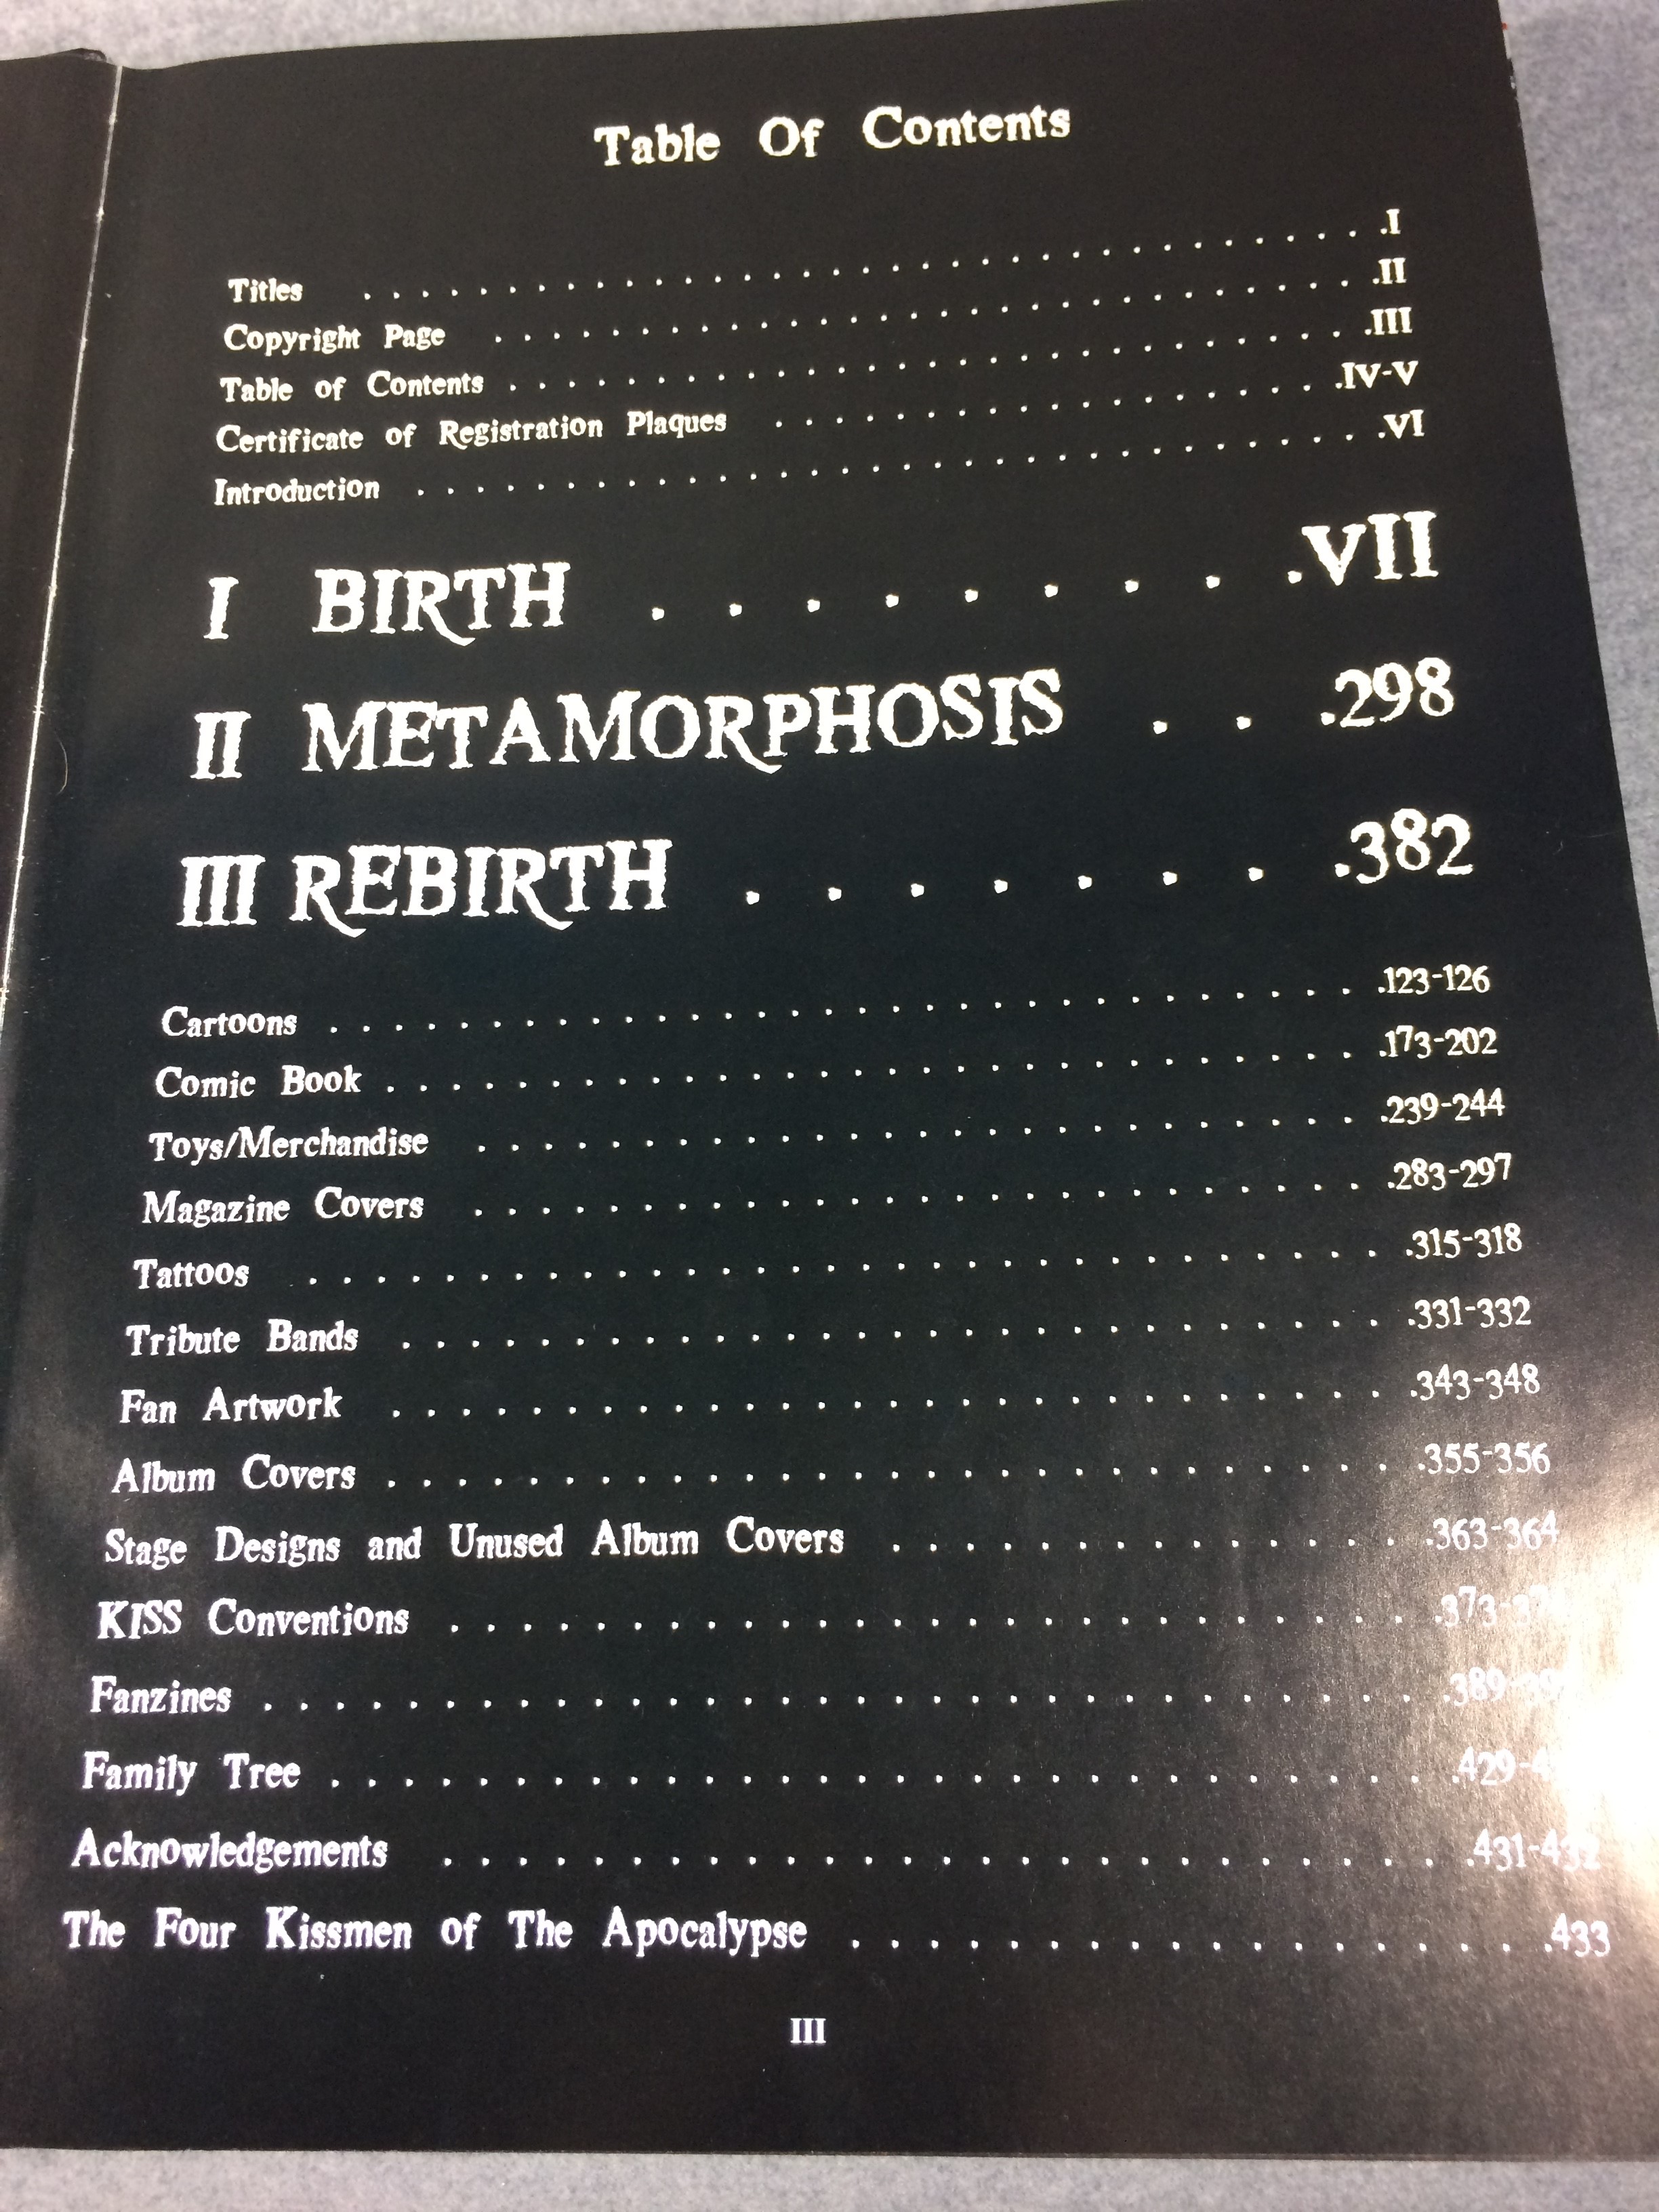 Table Of Contents
Titles . . . . . . . . . . . . . . . . . . . . . . . . . . . . . . . . . . . .I
Copyright Page . . . . . . . . . . . . . . . . . . . . . . . . . . . . . .II
Table of Contents . . . . . . . . . . . . . . . . . . . . . . . . . . . . .III
Certificate of Registration Plaques . . . . . . . . . . . . . . . . . . . .IV-V
Introduction . . . . . . . . . . . . . . . . . . . . . . . . . . . . . . . . .VI
I BIRTH . . . . . . . . .VII
II METAMORPHOSIS . . .298
III REBIRTH . . . . . . . .382
Cartoons . . . . . . . . . . . . . . . . . . . . . . . . . . . . . . . .123-126
Comic Book . . . . . . . . . . . . . . . . . . . . . . . . . . . . . .173-202
Toys/Merchandise . . . . . . . . . . . . . . . . . . . . . . . . . . .239-244
Magazine Covers . . . . . . . . . . . . . . . . . . . . . . . . . . .283-297
Tattoos . . . . . . . . . . . . . . . . . . . . . . . . . . . . . . . . .315-318
Tribute Bands . . . . . . . . . . . . . . . . . . . . . . . . . . . . .331-332
Fan Artwork . . . . . . . . . . . . . . . . . . . . . . . . . . . . . .343-348
Album Covers . . . . . . . . . . . . . . . . . . . . . . . . . . . . .355-356
Stage Designs and Unused Album Covers . . . . . . . . . . . . . . .363-364
KISS Conventions . . . . . . . . . . . . . . . . . . . . . . . . . . .
Fanzines . . . . . . . . . . . . . . . . . . . . . . . . . . . . . . . .
Family Tree . . . . . . . . . . . . . . . . . . . . . . . . . . . . . .
Acknowledgements . . . . . . . . . . . . . . . . . . . . . . . . . . .431-432
The Four Kissmen of The Apocalypse . . . . . . . . . . . . . . . . . . .433
III